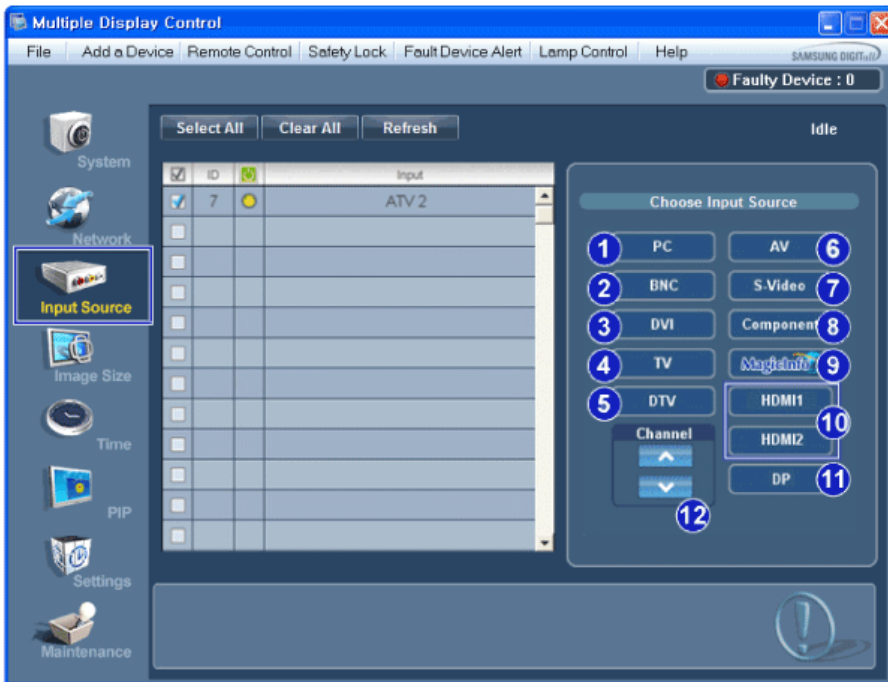 Multiple Display Control
File Add a Device Remote Control Safety Lock Fault Device Alert Lamp Control Help SAMSUNG DIGITall
Faulty Device : 0
Select All Clear All Refresh Idle
System
Network
Input Source
Image Size
Time
PIP
Settings
Maintenance
ID Input
7 ATV 2
Choose Input Source
1 PC AV 6
2 BNC S-Video 7
3 DVI Component 8
4 TV MagicInfo 9
5 DTV HDMI1
10
Channel HDMI2
DP 11
12